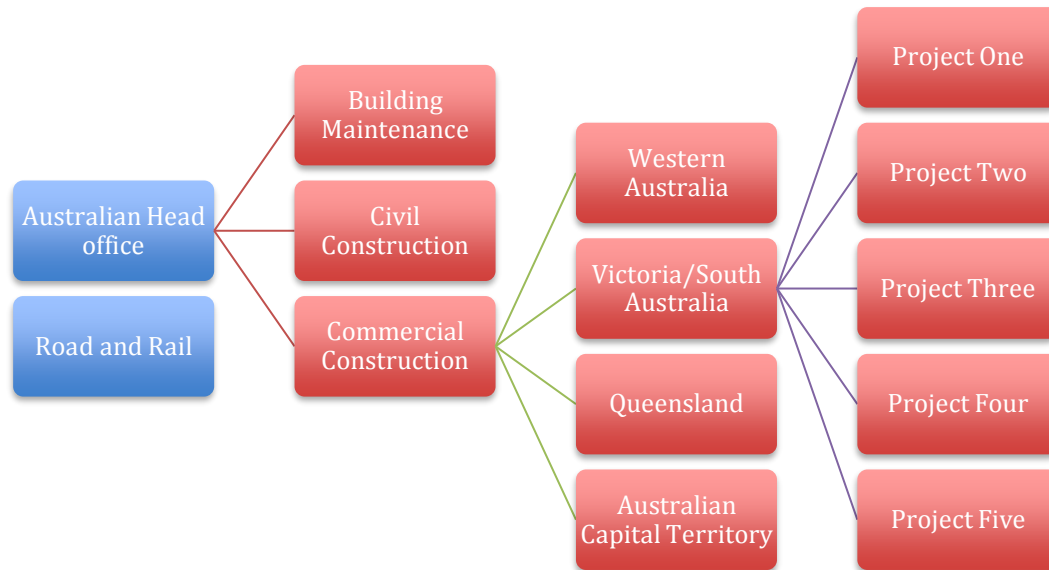 Australian Head
office
Road and Rail
Building
Maintenance
Civil
Construction
Commercial
Construction
Western
Australia
Victoria/South
Australia
Queensland
Australian
Capital Territory
Project One
Project Two
Project Three
Project Four
Project Five